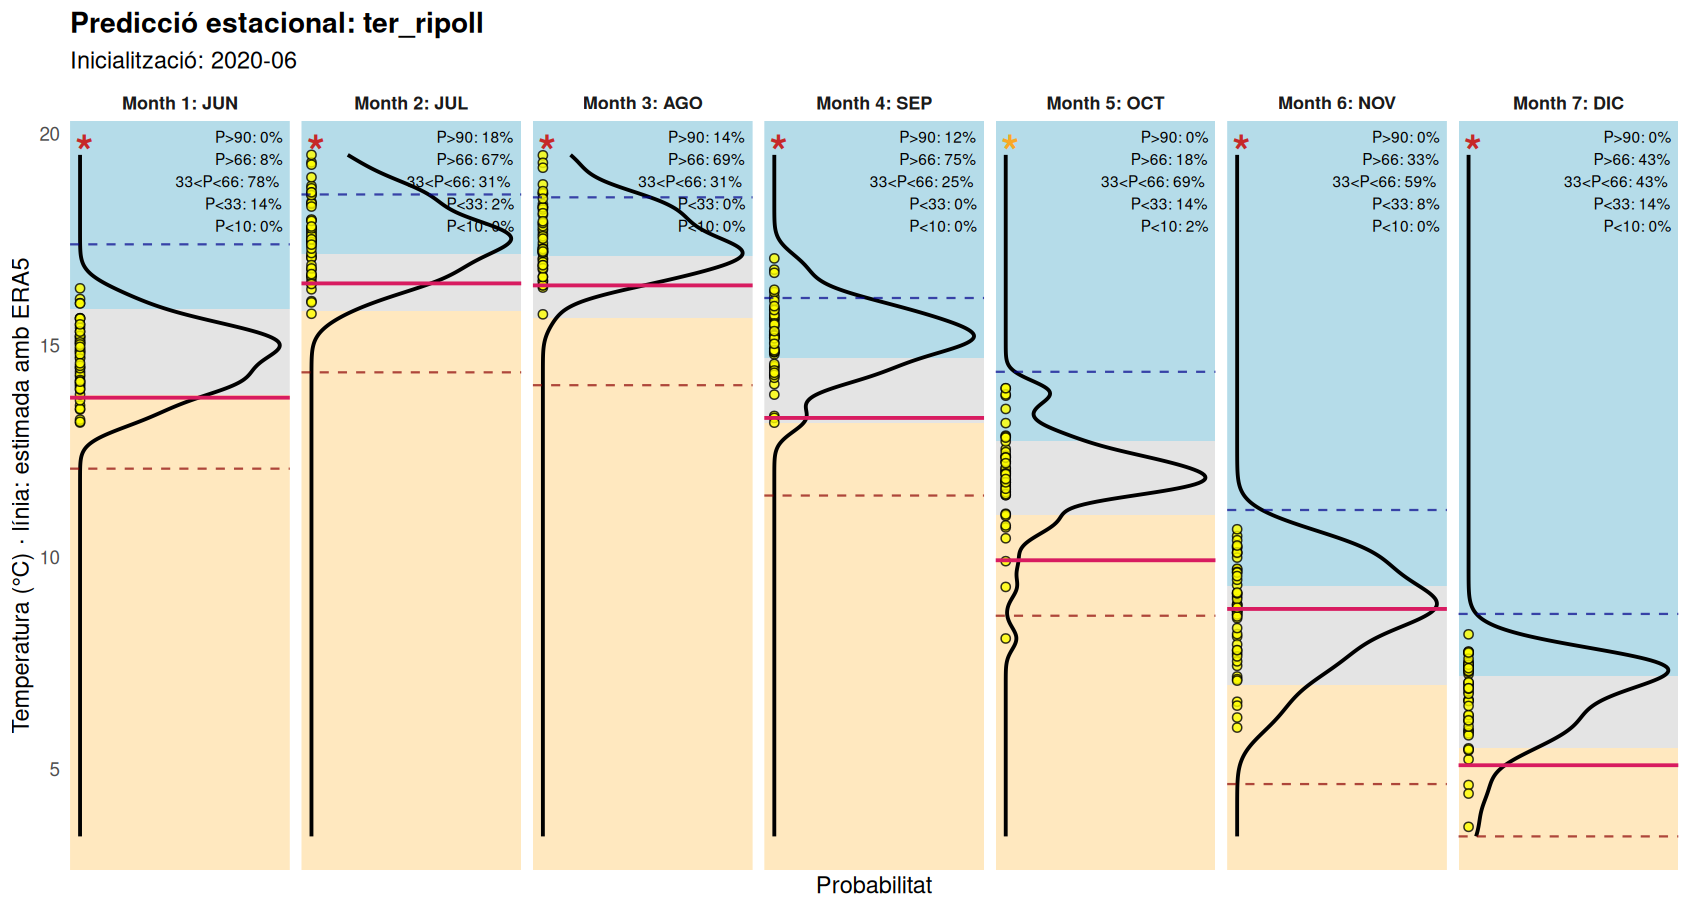 Predicció estacional: ter_ripoll
Inicialització: 2020-06
Month 1: JUN
Month 2: JUL
Month 3: AGO
Month 4: SEP
Month 5: OCT
Month 6: NOV
Month 7: DIC
P>90: 0%
P>66: 8%
33<P<66: 78%
P<33: 14%
P<10: 0%
P>90: 18%
P>66: 67%
33<P<66: 31%
P<33: 2%
P<10: 0%
P>90: 14%
P>66: 69%
33<P<66: 31%
P<33: 0%
P<10: 0%
P>90: 12%
P>66: 75%
33<P<66: 25%
P<33: 0%
P<10: 0%
P>90: 0%
P>66: 18%
33<P<66: 69%
P<33: 14%
P<10: 2%
P>90: 0%
P>66: 33%
33<P<66: 59%
P<33: 8%
P<10: 0%
P>90: 0%
P>66: 43%
33<P<66: 43%
P<33: 14%
P<10: 0%
20
15
10
5
Temperatura (°C) · línia: estimada amb ERA5
Probabilitat